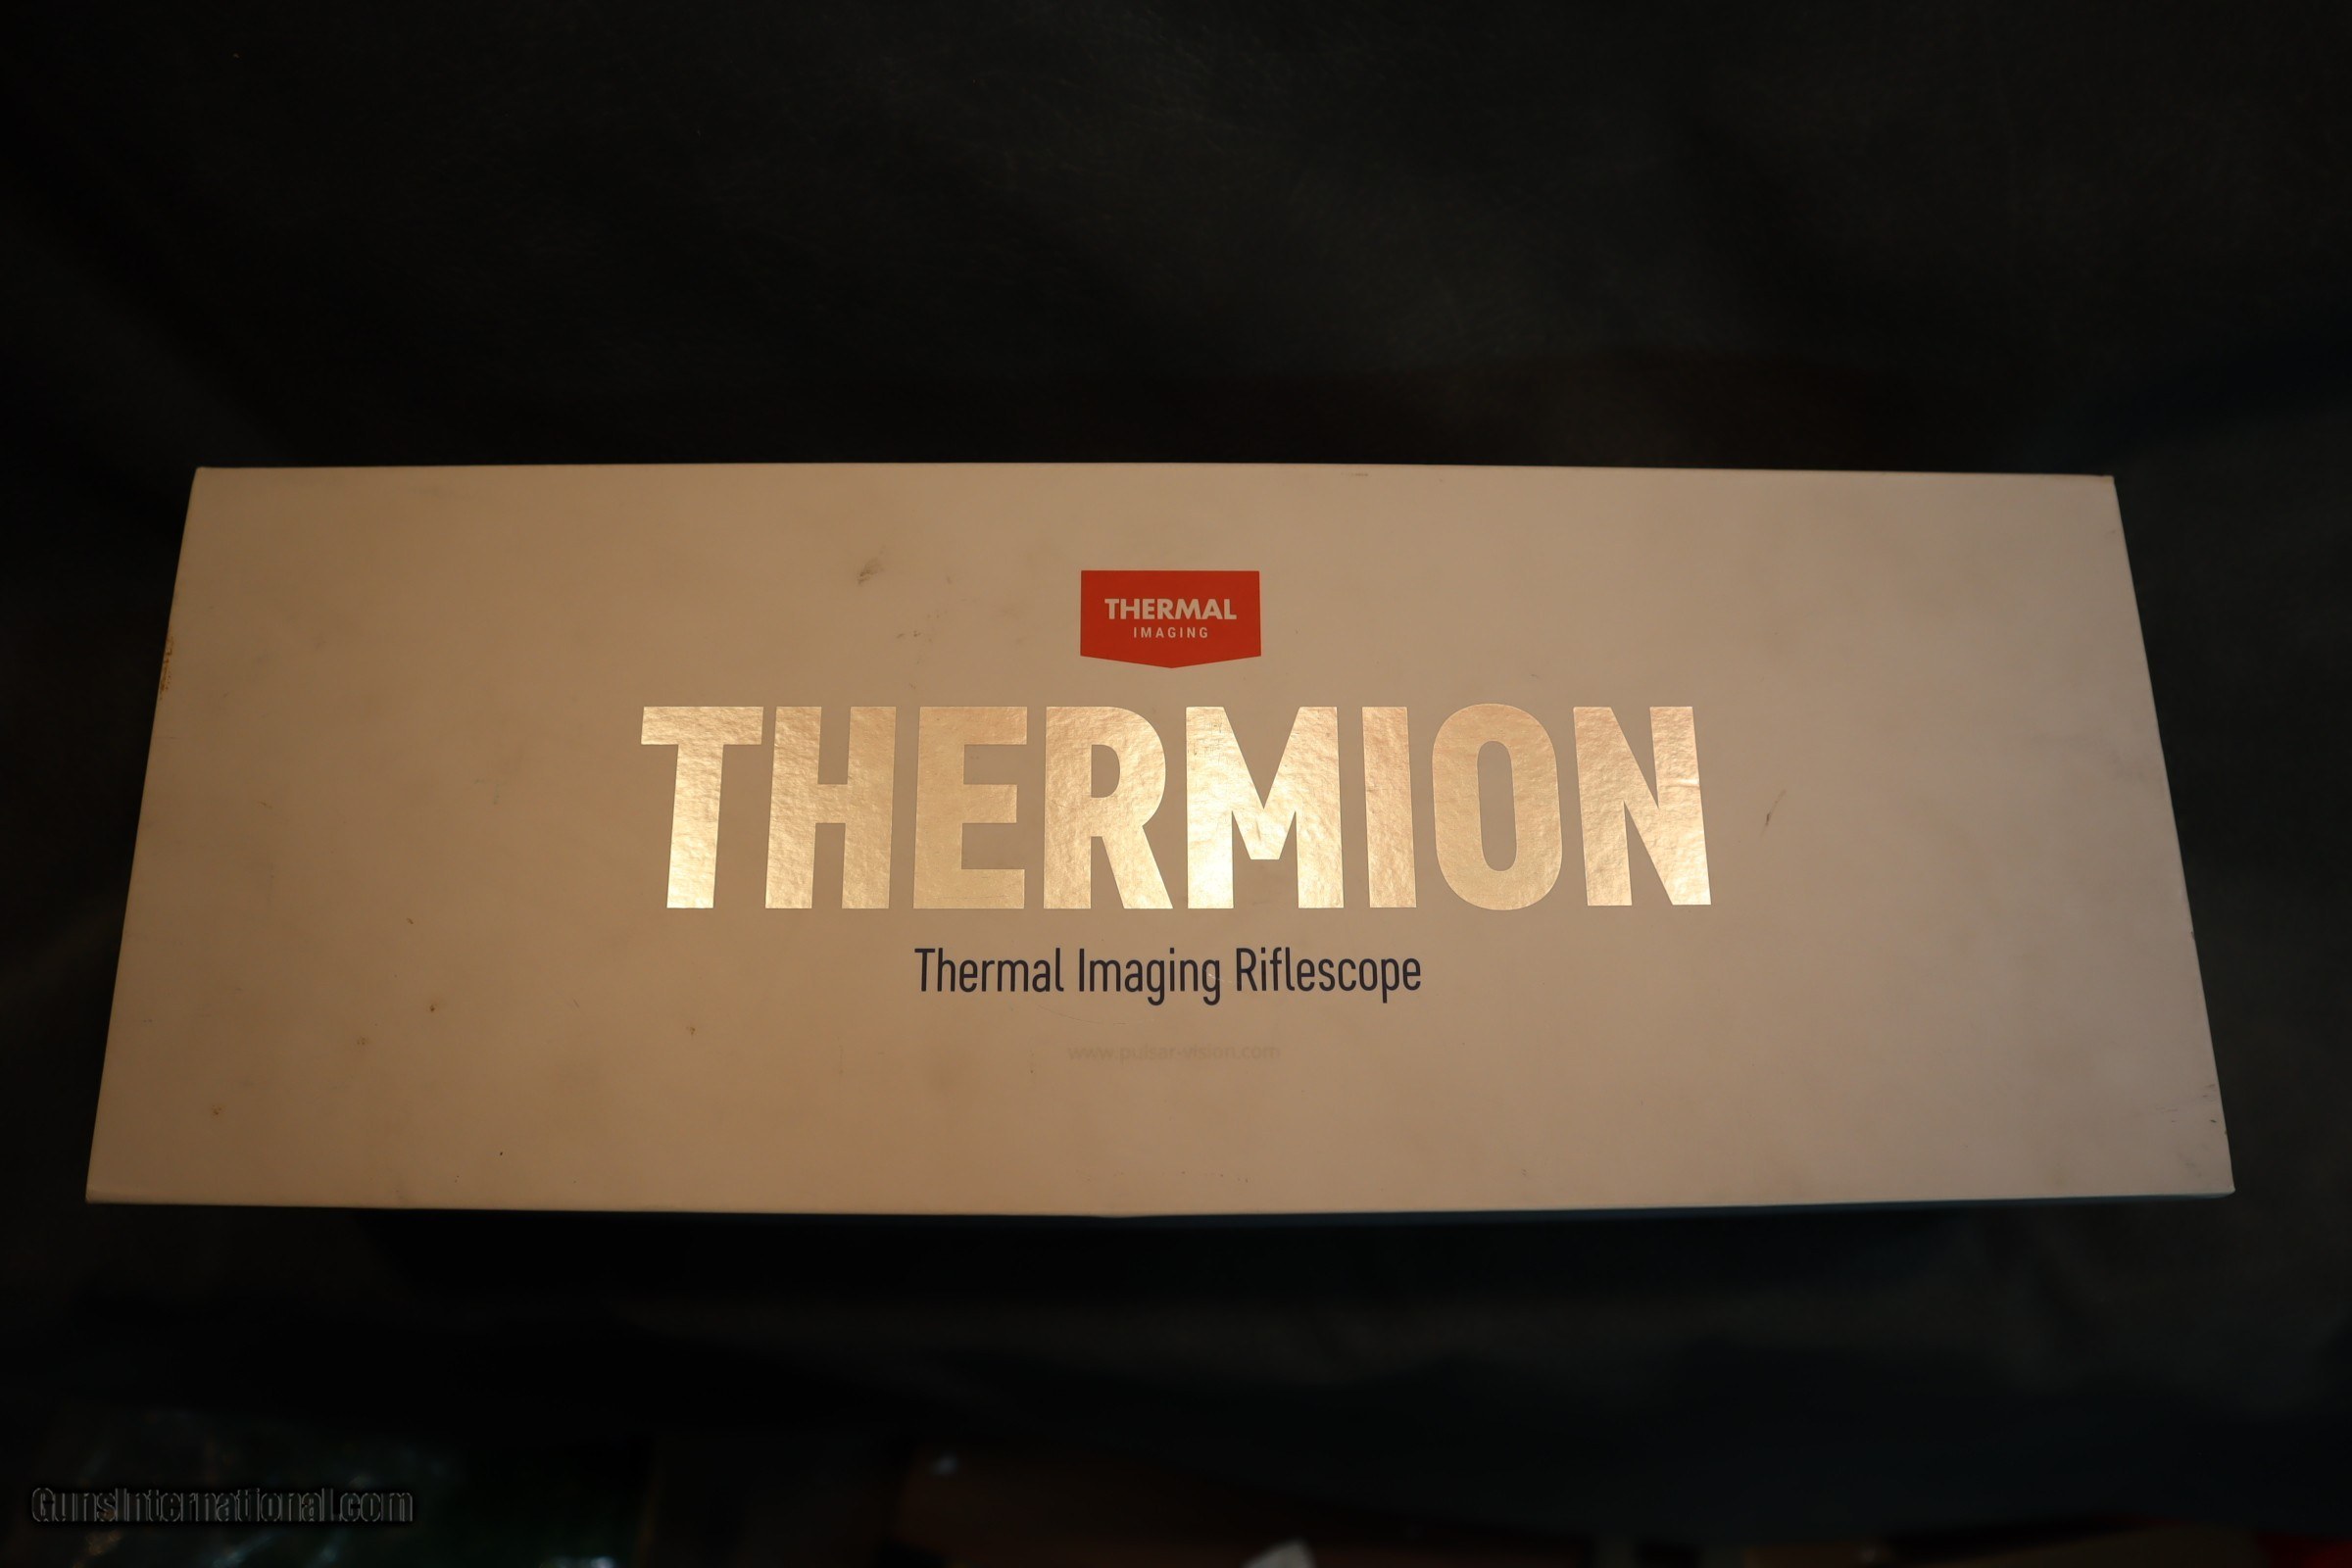 THERMAL
IMAGING
THERMION
Thermal Imaging Riflescope
www.pulsar-vision.com
GunsInternational.com